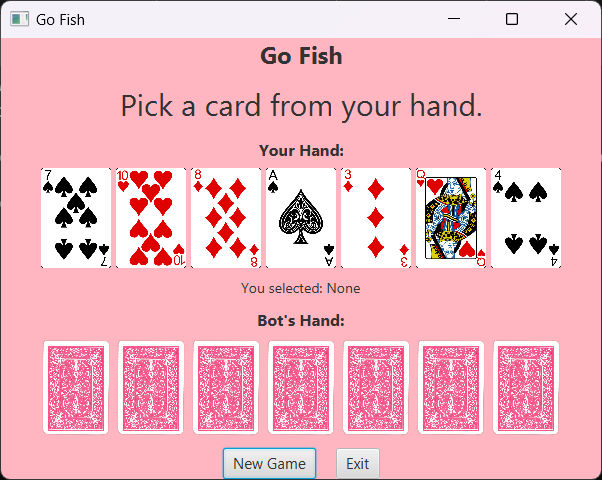 Go Fish
Go Fish
Pick a card from your hand.
Your Hand:
7 10 8 A 3 Q 4
7 10 8 A 3 Q 4
You selected: None
Bot's Hand:
New Game Exit